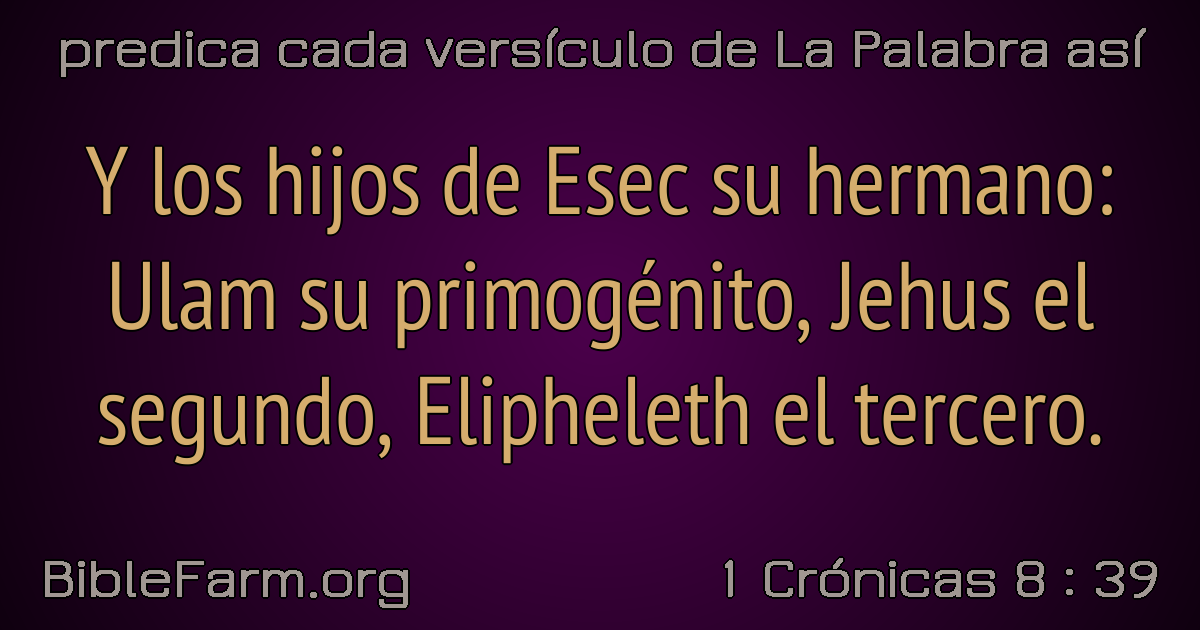 predica cada versículo de La Palabra así
Y los hijos de Esec su hermano:
Ulam su primogénito, Jehus el
segundo, Elipheleth el tercero.
BibleFarm.org
1 Crónicas 8 : 39